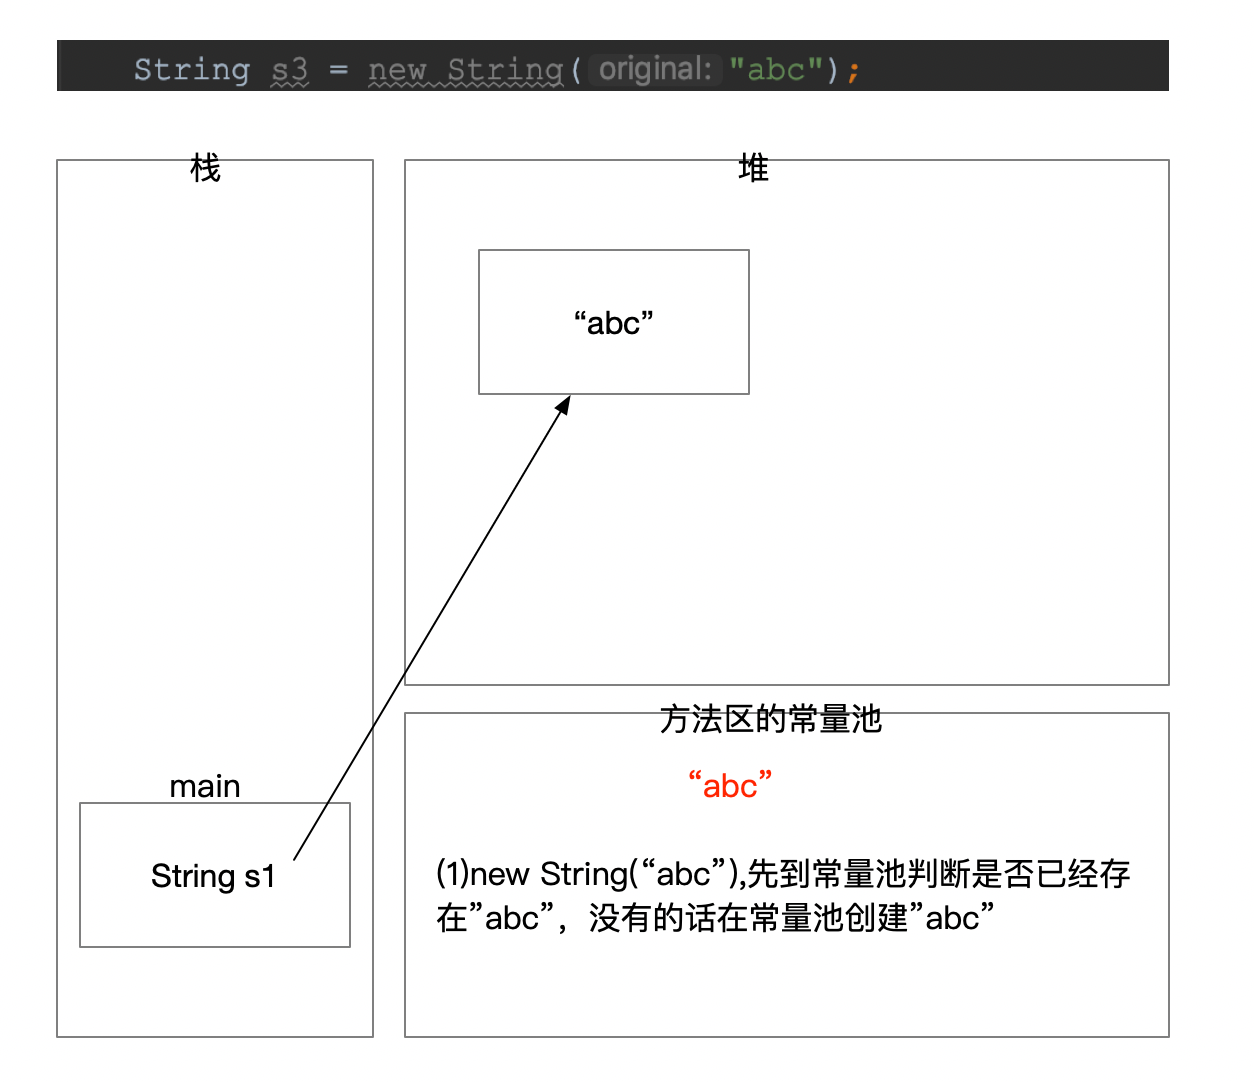 String s3 = new String( original: "abc");
栈
堆
“abc”
方法区的常量池
“abc”
main
String s1
(1)new String(“abc”),先到常量池判断是否已经存
在”abc”，没有的话在常量池创建”abc”